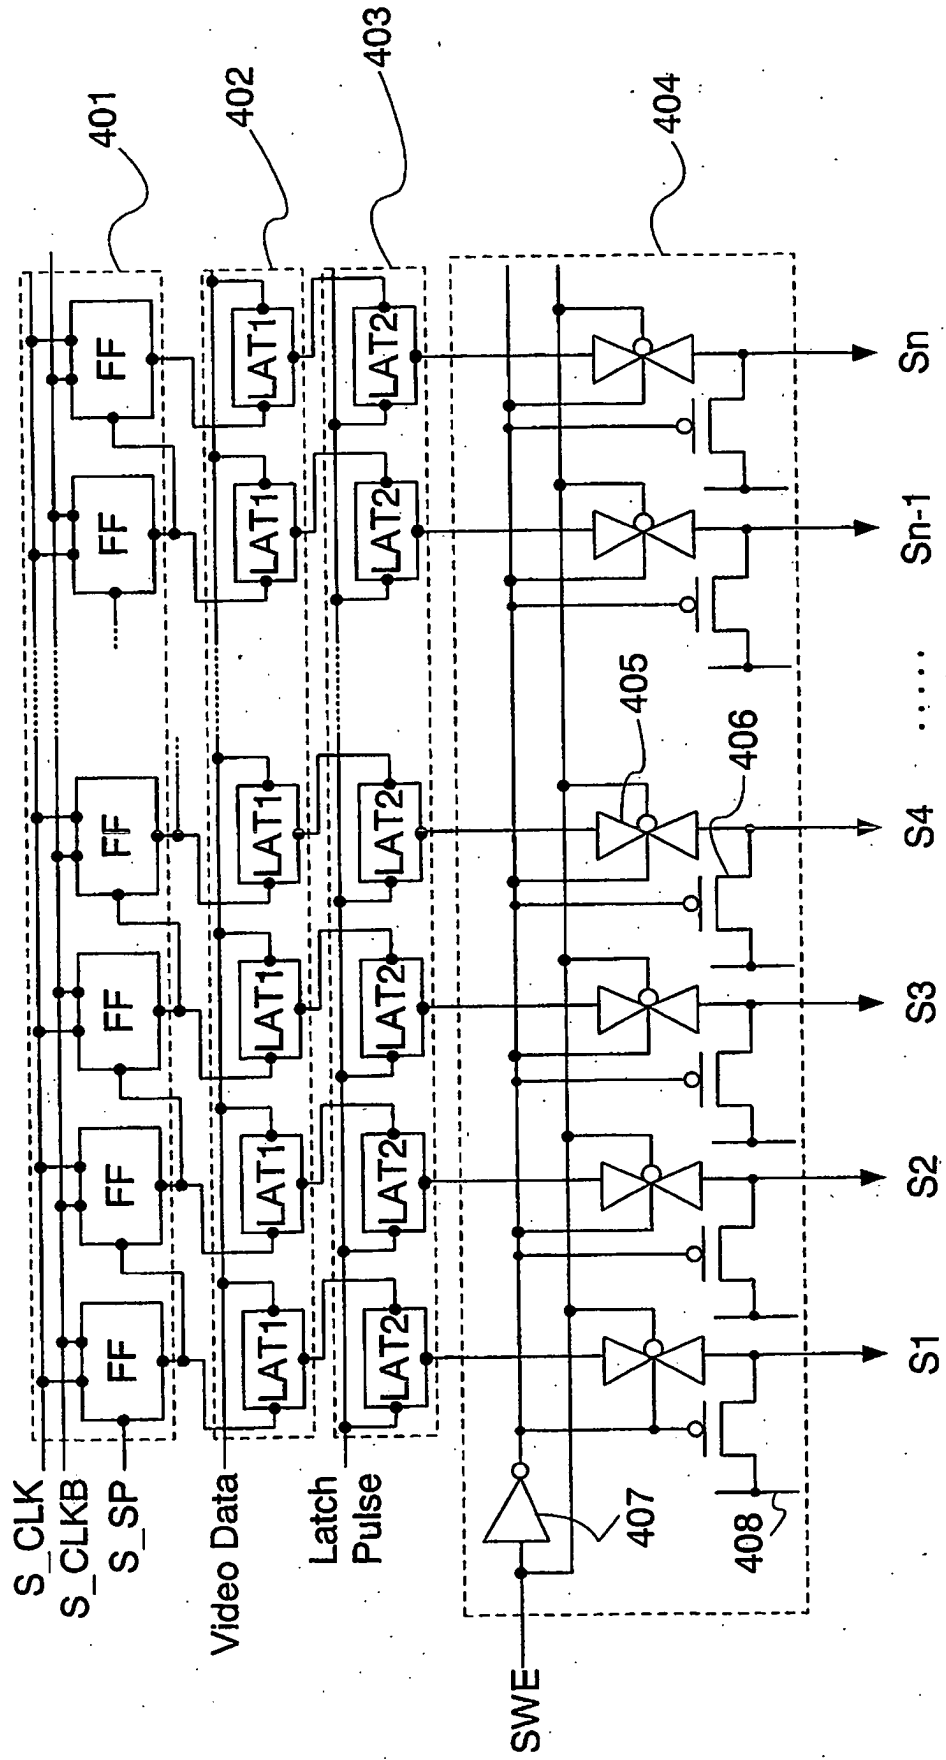 401
402
403
404
S_CLK
S_CLKB
S_SP
FF FF FF FF FF FF
Video Data
LAT1 LAT1 LAT1 LAT1 LAT1 LAT1
Latch
Pulse
LAT2 LAT2 LAT2 LAT2 LAT2 LAT2
SWE
407
408
405
406
S1 S2 S3 S4 ..... Sn-1 Sn